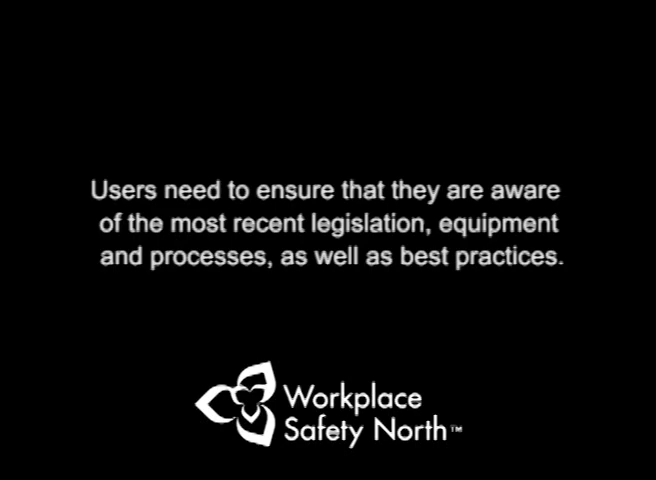 Users need to ensure that they are aware
of the most recent legislation, equipment
and processes, as well as best practices.
Workplace
Safety North™